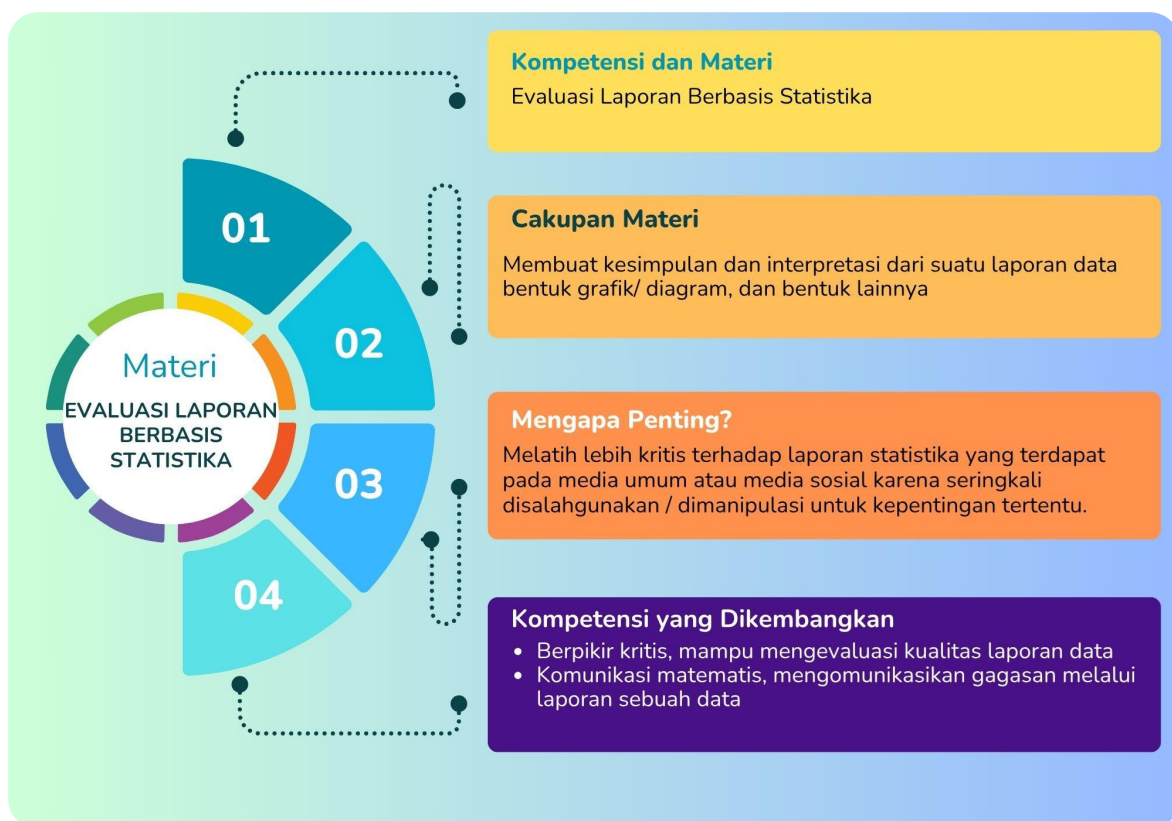 Materi
EVALUASI LAPORAN
BERBASIS
STATISTIKA
01
02
03
04
Kompetensi dan Materi
Evaluasi Laporan Berbasis Statistika
Cakupan Materi
Membuat kesimpulan dan interpretasi dari suatu laporan data
bentuk grafik/ diagram, dan bentuk lainnya
Mengapa Penting?
Melatih lebih kritis terhadap laporan statistika yang terdapat
pada media umum atau media sosial karena seringkali
disalahgunakan / dimanipulasi untuk kepentingan tertentu.
Kompetensi yang Dikembangkan
• Berpikir kritis, mampu mengevaluasi kualitas laporan data
• Komunikasi matematis, mengomunikasikan gagasan melalui
laporan sebuah data